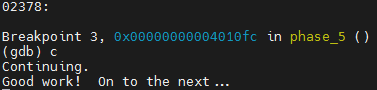 02378:
Breakpoint 3, 0x00000000004010fc in phase_5 ()
(gdb) c
Continuing.
Good work!  On to the next...